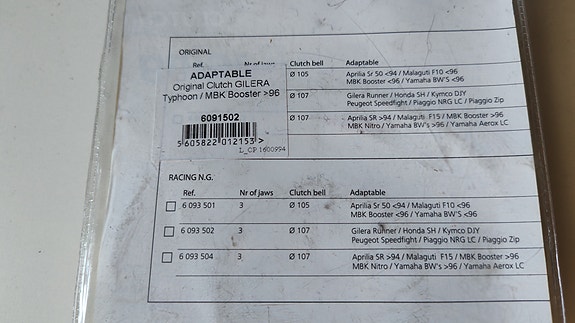 ORIGINAL
Ref. Nr of jaws Clutch bell Adaptable
Ø 105 Aprilia Sr 50 <94 / Malaguti F10 <96
MBK Booster <96 / Yamaha BW'S <96
Ø 107 Gilera Runner / Honda SH / Kymco DJY
Peugeot Speedfight / Piaggio NRG LC / Piaggio Zip
Ø 107 Aprilia SR >94 / Malaguti F15 / MBK Booster >96
MBK Nitro / Yamaha BW's >96 / Yamaha Aerox LC
ADAPTABLE
Original Clutch GILERA
Typhoon / MBK Booster >96
6091502
5 605822 012153 >
L_CP 1600994
RACING N.G.
Ref. Nr of jaws Clutch bell Adaptable
6 093 501 3 Ø 105 Aprilia Sr 50 <94 / Malaguti F10 <96
MBK Booster <96 / Yamaha BW'S <96
6 093 502 3 Ø 107 Gilera Runner / Honda SH / Kymco DJY
Peugeot Speedfight / Piaggio NRG LC / Piaggio Zip
6 093 504 3 Ø 107 Aprilia SR >94 / Malaguti F15 / MBK Booster >96
MBK Nitro / Yamaha BW's >96 / Yamaha Aerox LC